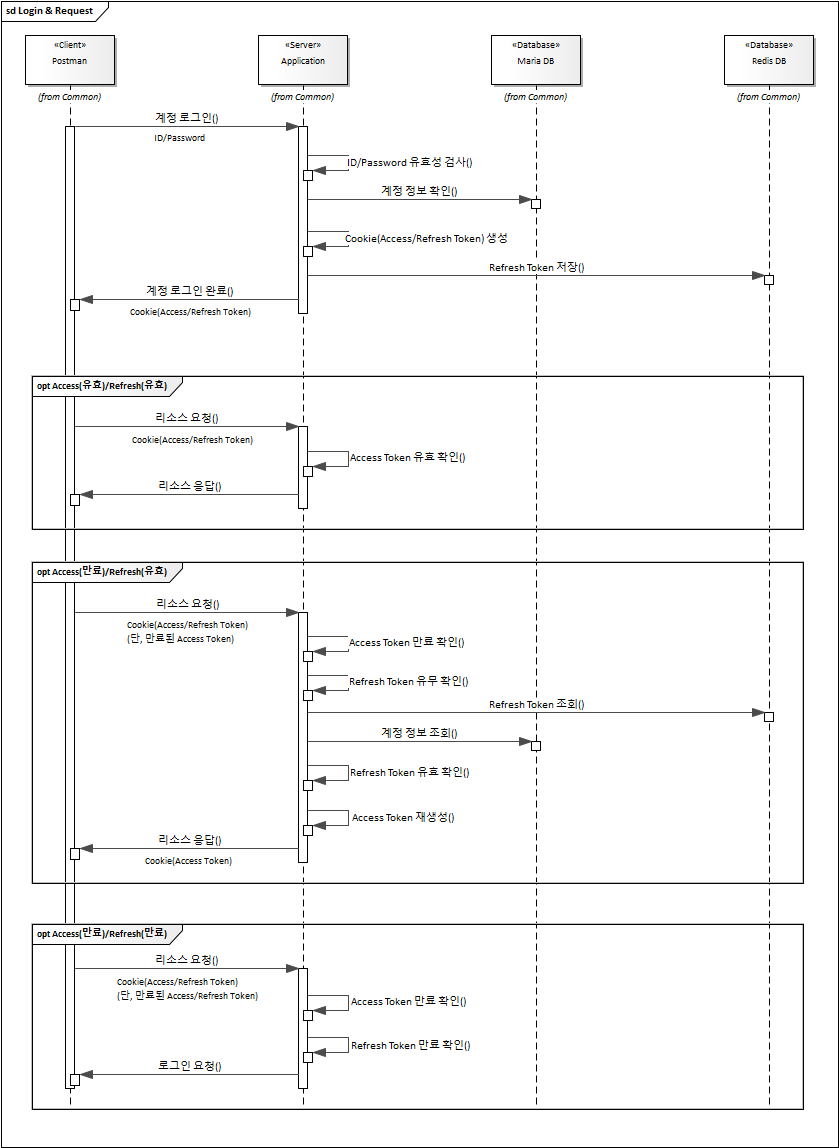 sd Login & Request
«Client»
Postman
(from Common)
«Server»
Application
(from Common)
«Database»
Maria DB
(from Common)
«Database»
Redis DB
(from Common)
계정 로그인()
ID/Password
ID/Password 유효성 검사()
계정 정보 확인()
Cookie(Access/Refresh Token) 생성
Refresh Token 저장()
계정 로그인 완료()
Cookie(Access/Refresh Token)
opt Access(유효)/Refresh(유효)
리소스 요청()
Cookie(Access/Refresh Token)
Access Token 유효 확인()
리소스 응답()
opt Access(만료)/Refresh(유효)
리소스 요청()
Cookie(Access/Refresh Token)
(단, 만료된 Access Token)
Access Token 만료 확인()
Refresh Token 유무 확인()
Refresh Token 조회()
계정 정보 조회()
Refresh Token 유효 확인()
Access Token 재생성()
리소스 응답()
Cookie(Access Token)
opt Access(만료)/Refresh(만료)
리소스 요청()
Cookie(Access/Refresh Token)
(단, 만료된 Access/Refresh Token)
Access Token 만료 확인()
Refresh Token 만료 확인()
로그인 요청()